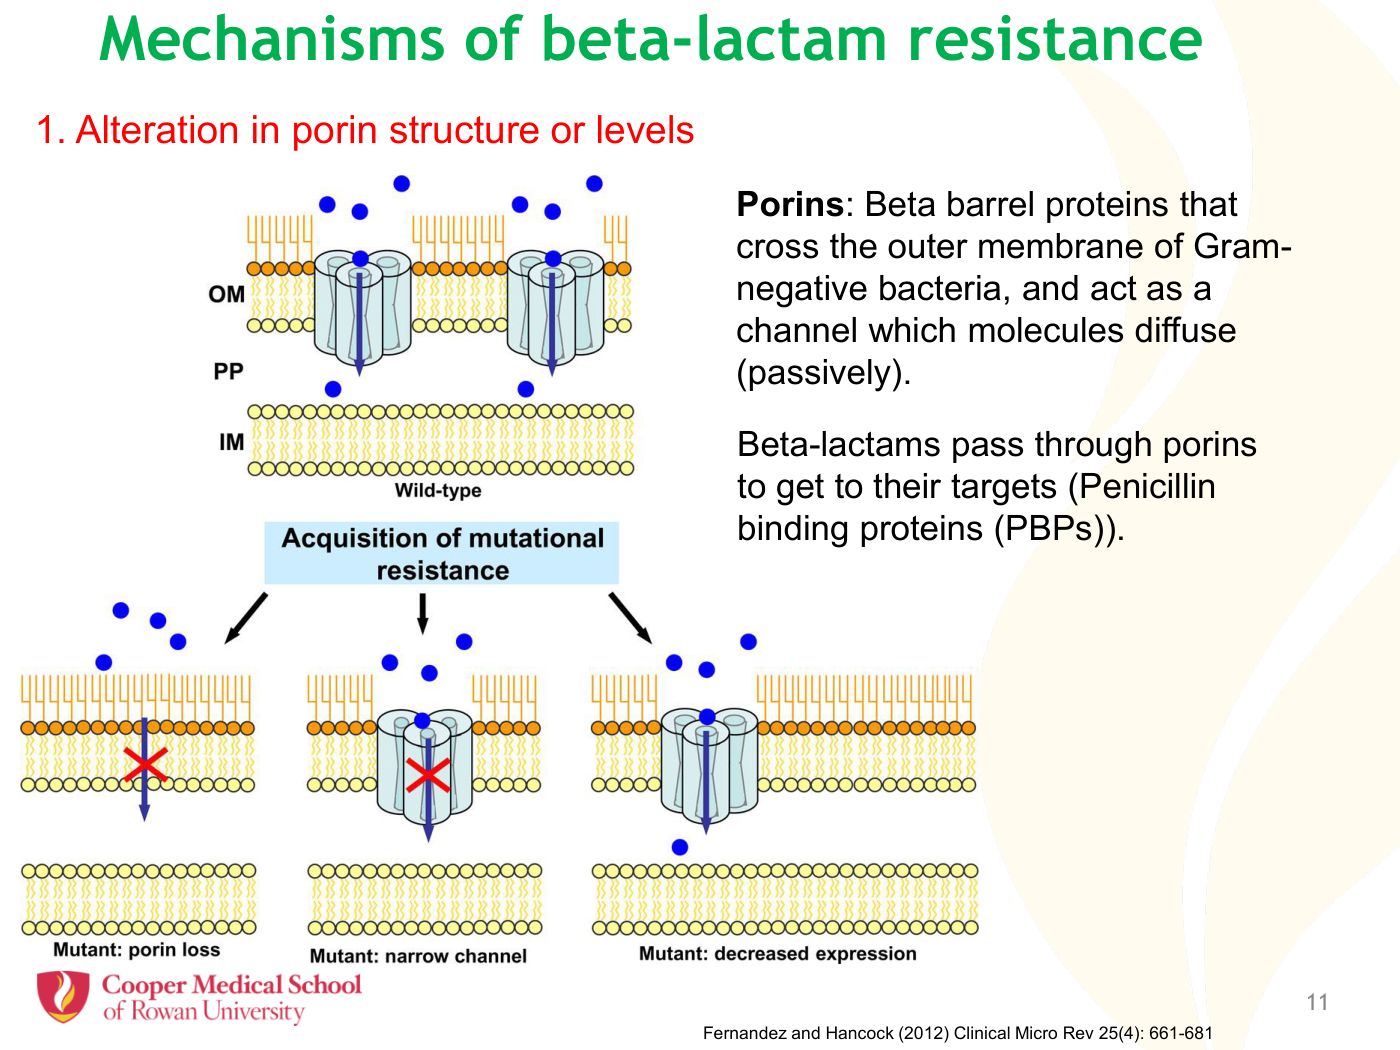 Mechanisms of beta-lactam resistance
1. Alteration in porin structure or levels
Porins: Beta barrel proteins that
cross the outer membrane of Gram-
negative bacteria, and act as a
channel which molecules diffuse
(passively).
Beta-lactams pass through porins
to get to their targets (Penicillin
binding proteins (PBPs)).
OM
PP
IM
Wild-type
Acquisition of mutational
resistance
Mutant: porin loss
Mutant: narrow channel
Mutant: decreased expression
Cooper Medical School
of Rowan University
11
Fernandez and Hancock (2012) Clinical Micro Rev 25(4): 661-681